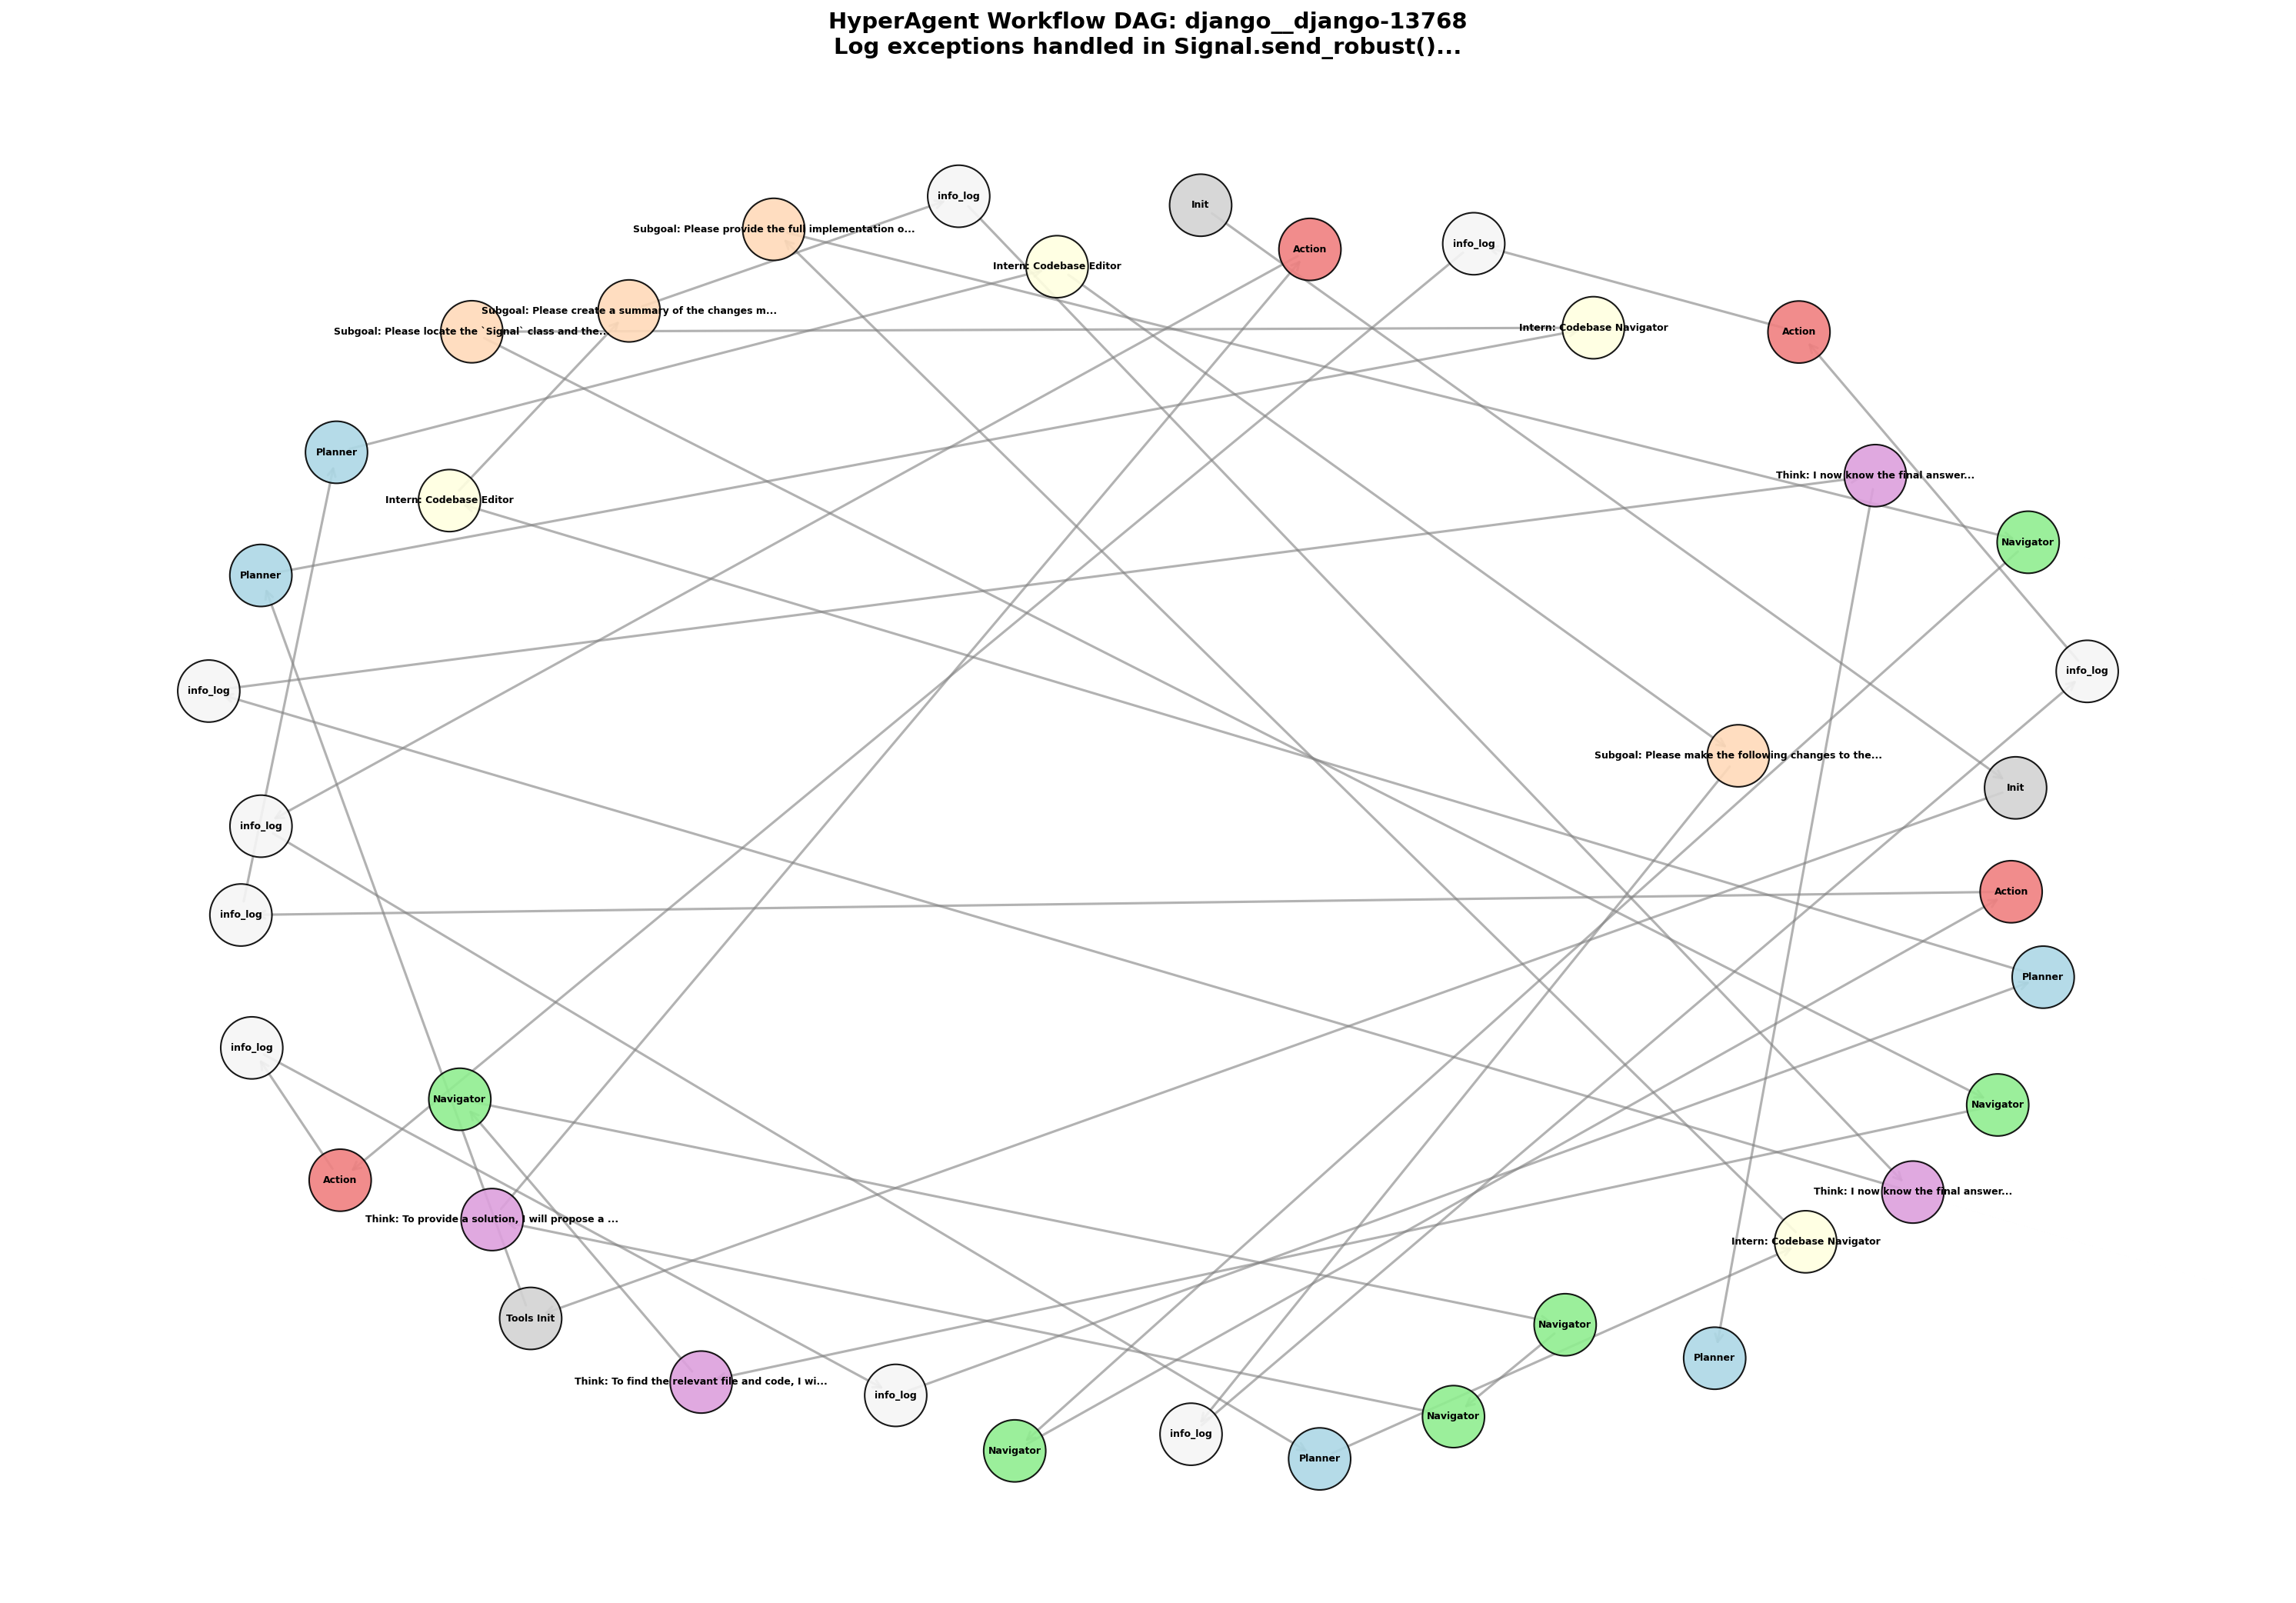 HyperAgent Workflow DAG: django__django-13768
Log exceptions handled in Signal.send_robust()...
info_log
Init
Subgoal: Please provide the full implementation o...
info_log
Action
Intern: Codebase Editor
Subgoal: Please create a summary of the changes m...
Intern: Codebase Navigator
Subgoal: Please locate the `Signal` class and the...
Action
Planner
Think: I now know the final answer...
Intern: Codebase Editor
Navigator
Planner
info_log
info_log
Subgoal: Please make the following changes to the...
Init
info_log
Action
info_log
Planner
info_log
Navigator
Navigator
Action
Think: I now know the final answer...
Think: To provide a solution, I will propose a ...
Intern: Codebase Navigator
Tools Init
Navigator
Planner
Think: To find the relevant file and code, I wi...
info_log
Navigator
info_log
Navigator
Planner